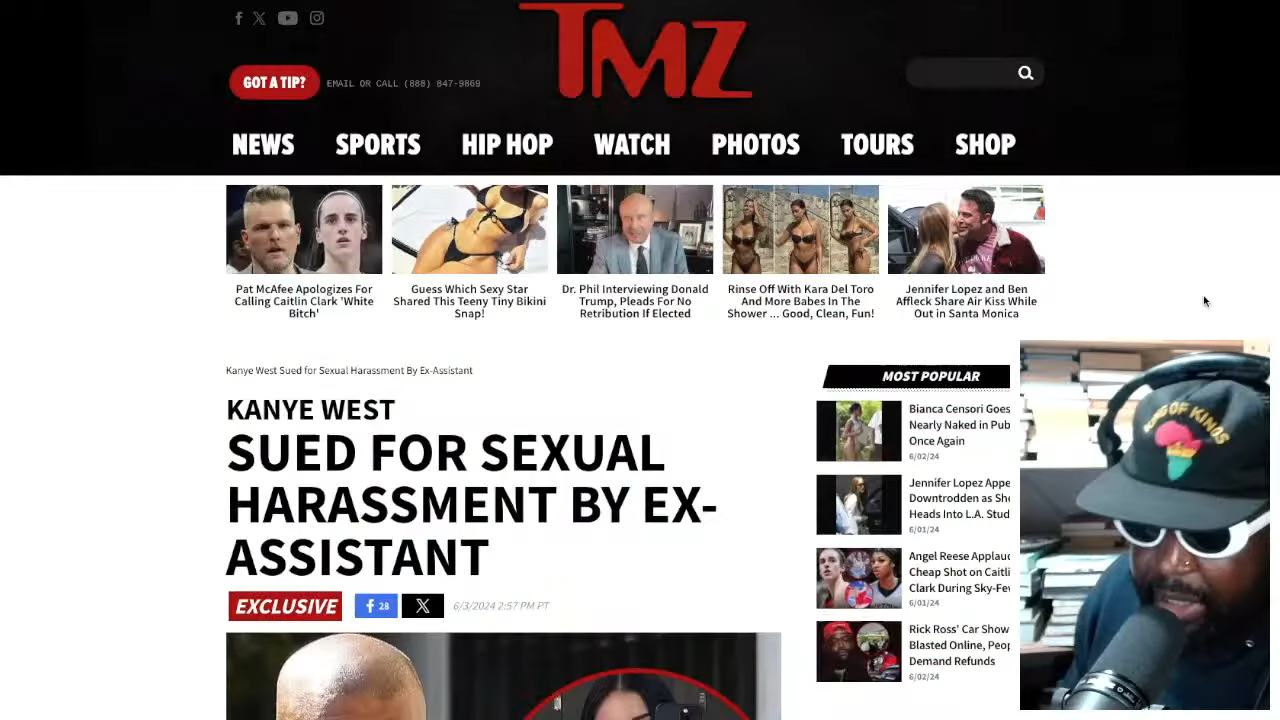 TMZ
GOT A TIP?
EMAIL OR CALL (888) 847-9869
NEWS
SPORTS
HIP HOP
WATCH
PHOTOS
TOURS
SHOP
Pat McAfee Apologizes For
Calling Caitlin Clark 'White
Bitch'
Guess Which Sexy Star
Shared This Teeny Tiny Bikini
Snap!
Dr. Phil Interviewing Donald
Trump, Pleads For No
Retribution If Elected
Rinse Off With Kara Del Toro
And More Babes In The
Shower ... Good, Clean, Fun!
Jennifer Lopez and Ben
Affleck Share Air Kiss While
Out in Santa Monica
Kanye West Sued for Sexual Harassment By Ex-Assistant
KANYE WEST
SUED FOR SEXUAL
HARASSMENT BY EX-
ASSISTANT
EXCLUSIVE
28
6/3/2024 2:57 PM PT
MOST POPULAR
Bianca Censori Goes
Nearly Naked in Pub
Once Again
6/02/24
Jennifer Lopez Appe
Downtrodden as She
Heads Into L.A. Stud
6/01/24
Angel Reese Applaud
Cheap Shot on Caitli
Clark During Sky-Fev
6/01/24
Rick Ross' Car Show
Blasted Online, Peop
Demand Refunds
6/02/24
KING OF KINGS